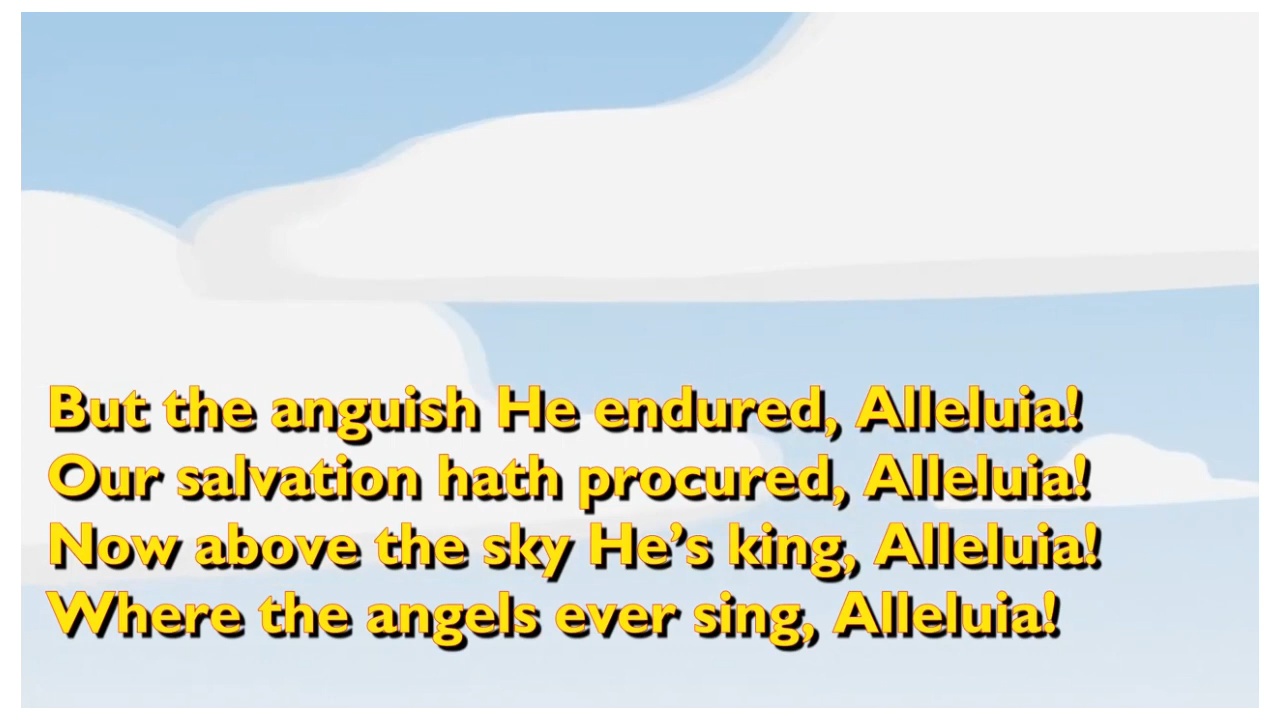 But the anguish He endured, Alleluia!
Our salvation hath procured, Alleluia!
Now above the sky He’s king, Alleluia!
Where the angels ever sing, Alleluia!